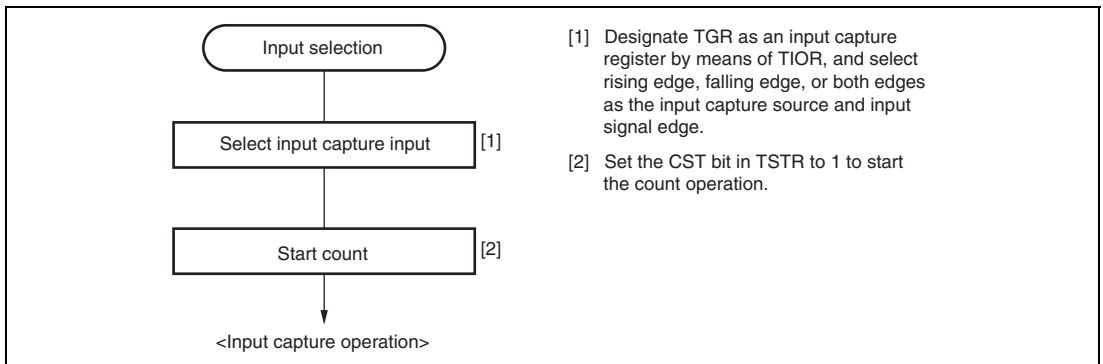 Input selection
Select input capture input
[1]
Start count
[2]
<Input capture operation>
[1] Designate TGR as an input capture
register by means of TIOR, and select
rising edge, falling edge, or both edges
as the input capture source and input
signal edge.
[2] Set the CST bit in TSTR to 1 to start
the count operation.